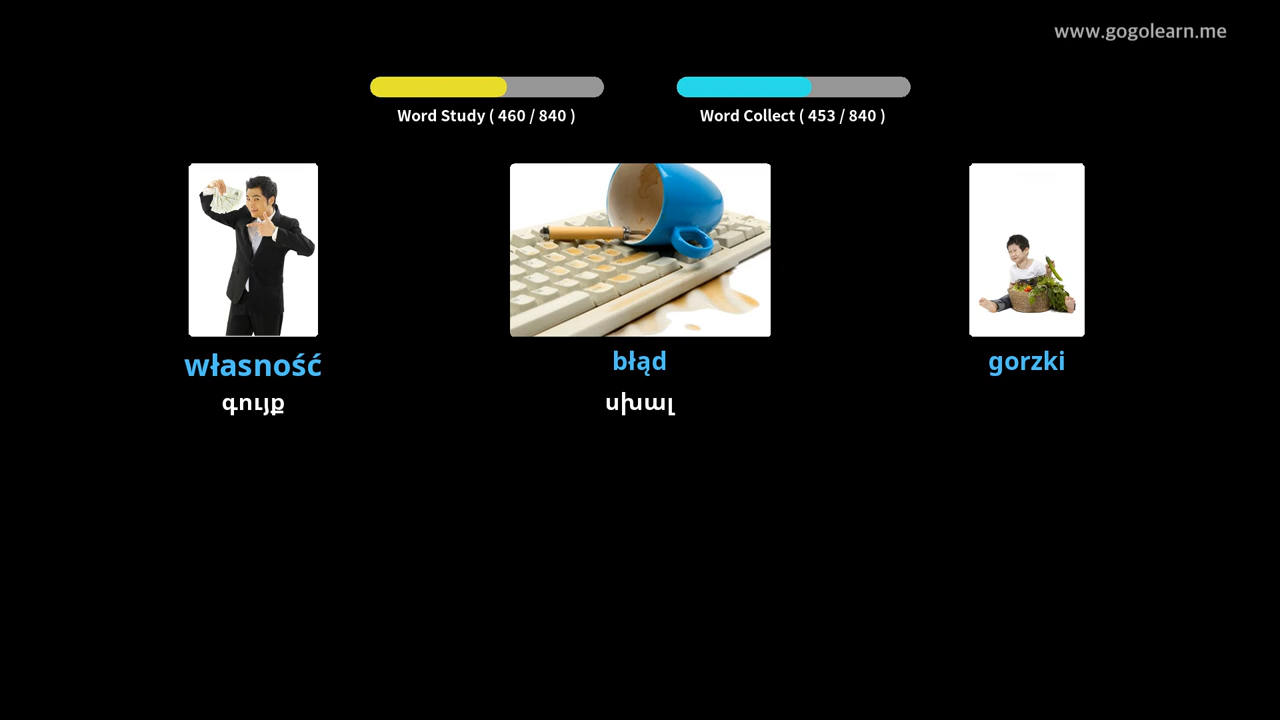 www.gogolearn.me
Word Study ( 460 / 840 )
Word Collect ( 453 / 840 )
własność
գույք
błąd
սխալ
gorzki